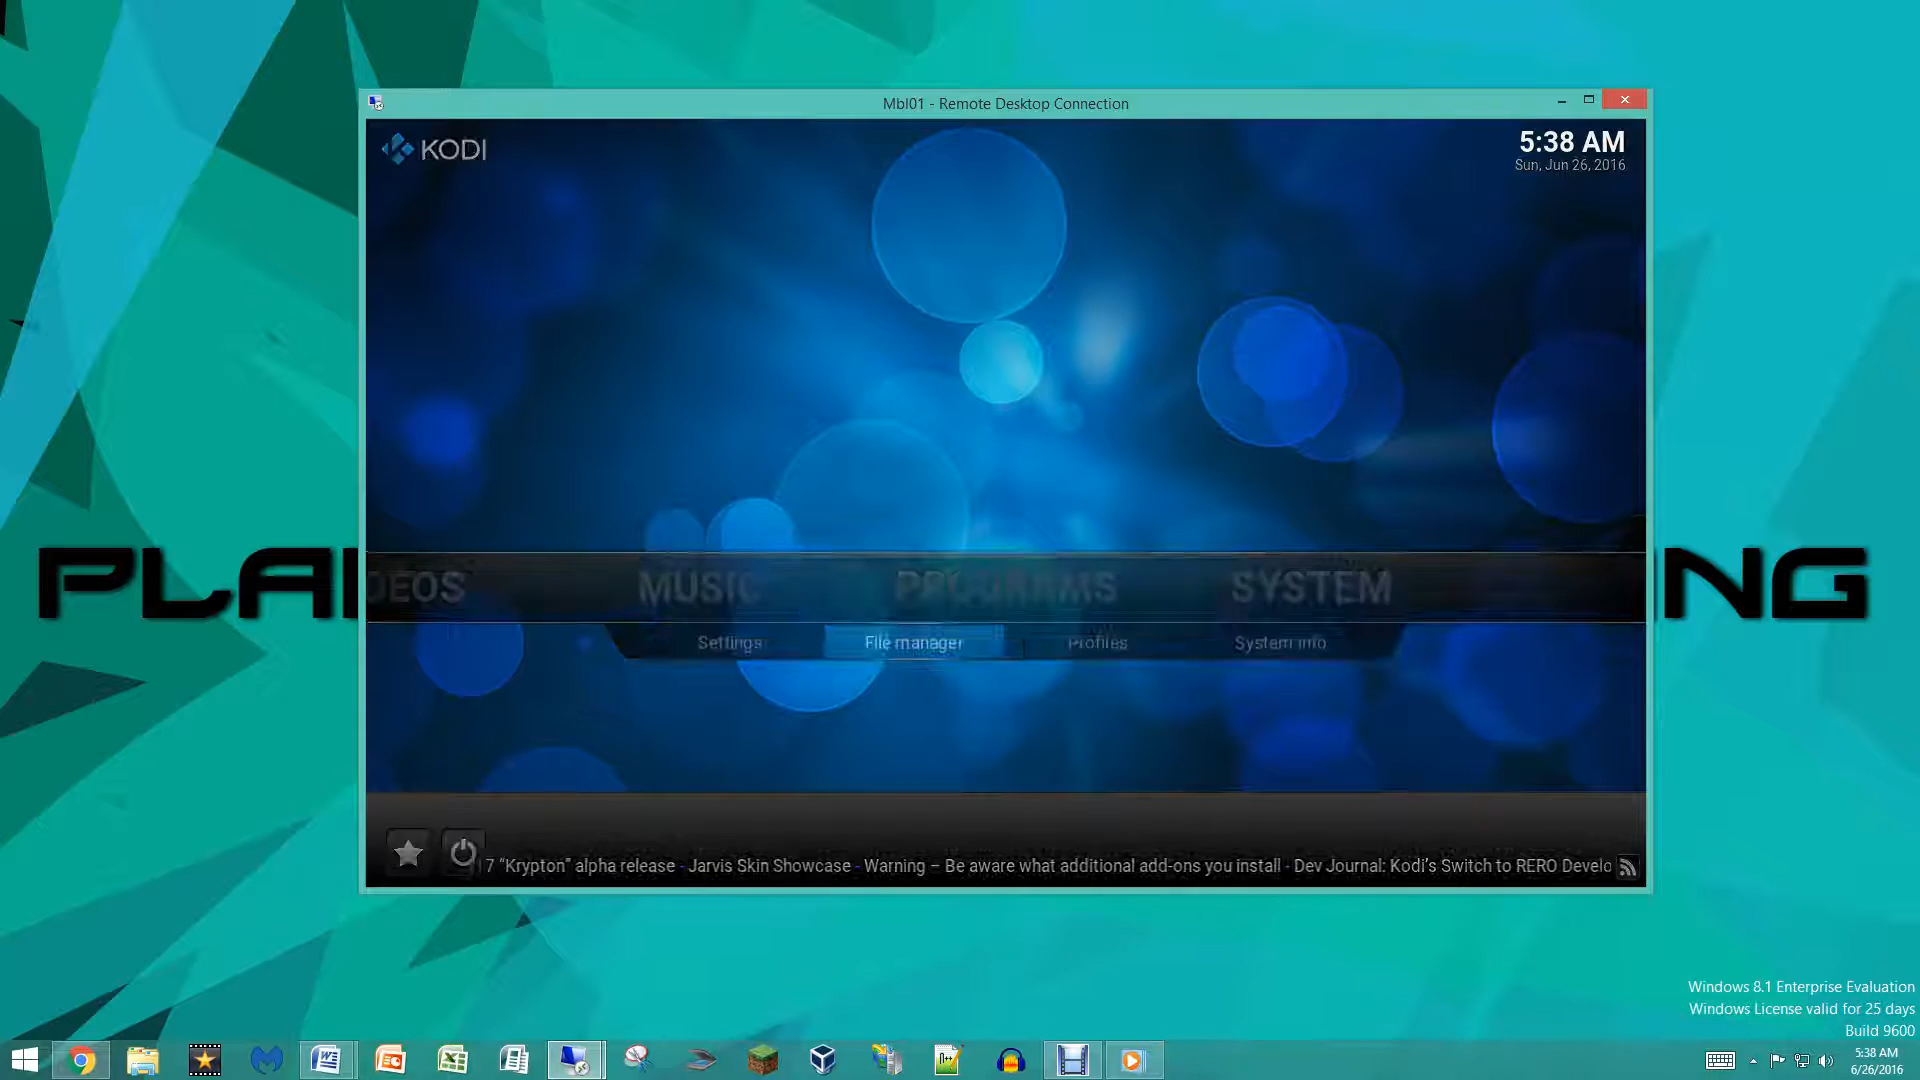 Mbl01 - Remote Desktop Connection
KODI
5:38 AM
Sun, Jun 26, 2016
PLA
NG
DEOS
MUSIC
PROGRAMS
SYSTEM
Settings
File manager
Profiles
System info
7 “Krypton” alpha release - Jarvis Skin Showcase - Warning – Be aware what additional add-ons you install - Dev Journal: Kodi’s Switch to RERO Develo
Windows 8.1 Enterprise Evaluation
Windows License valid for 25 days
Build 9600
5:38 AM
6/26/2016